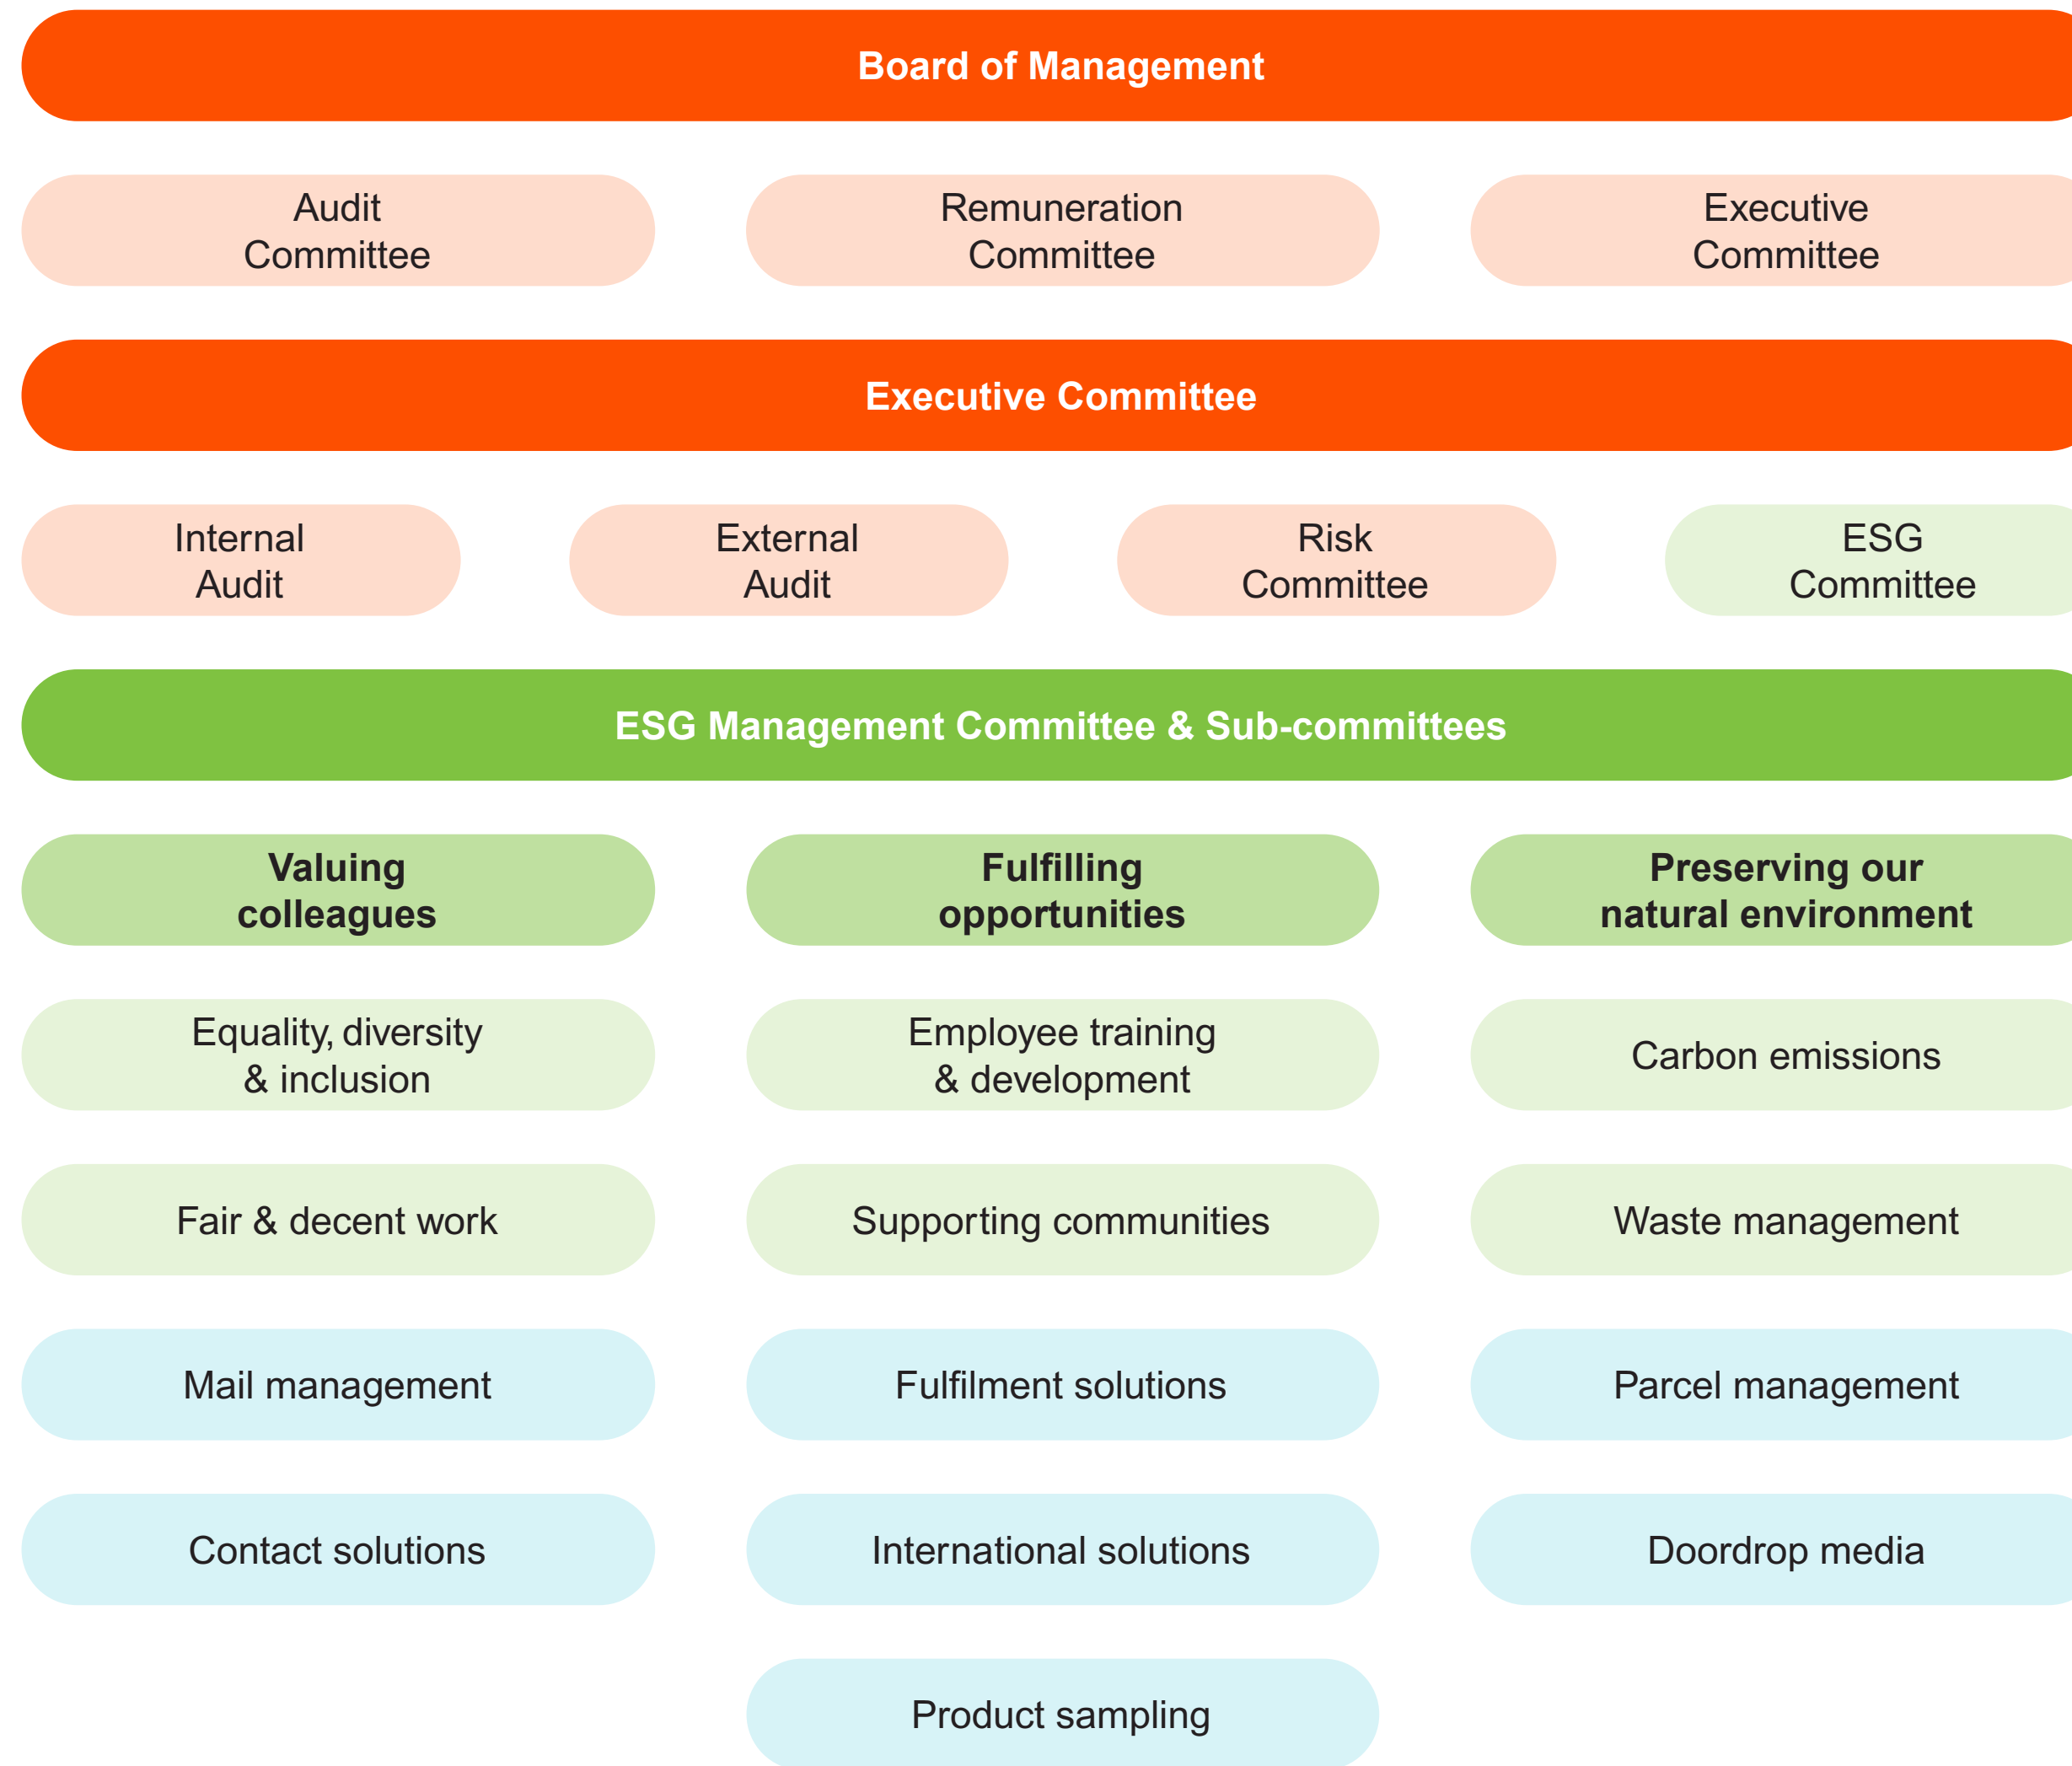 Board of Management
Audit
Committee
Remuneration
Committee
Executive
Committee
Executive Committee
Internal
Audit
External
Audit
Risk
Committee
ESG
Committee
ESG Management Committee & Sub-committees
Valuing
colleagues
Fulfilling
opportunities
Preserving our
natural environment
Equality, diversity
& inclusion
Employee training
& development
Carbon emissions
Fair & decent work
Supporting communities
Waste management
Mail management
Fulfilment solutions
Parcel management
Contact solutions
International solutions
Doordrop media
Product sampling